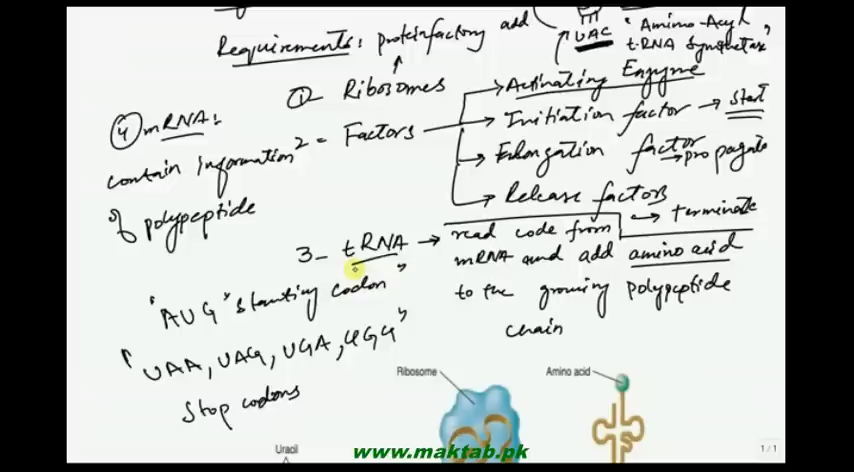 Requirements: protein factory add
UAC
"Amino-Acyl
tRNA Synthetase"
1- Ribosomes
2 = Factors
→ Activating Enzyme
→ Initiation factor → Start
→ Elongation factor → propagate
→ Release factors → terminate
4 mRNA:
contain information
of polypeptide
3- tRNA → read code from
mRNA and add amino acid
to the growing polypeptide
chain
"AUG" starting codon"
"UAA, UAG, UGA, UGG"
Stop codons
Ribosome
Amino acid
Uracil
www.maktab.pk
1 / 1